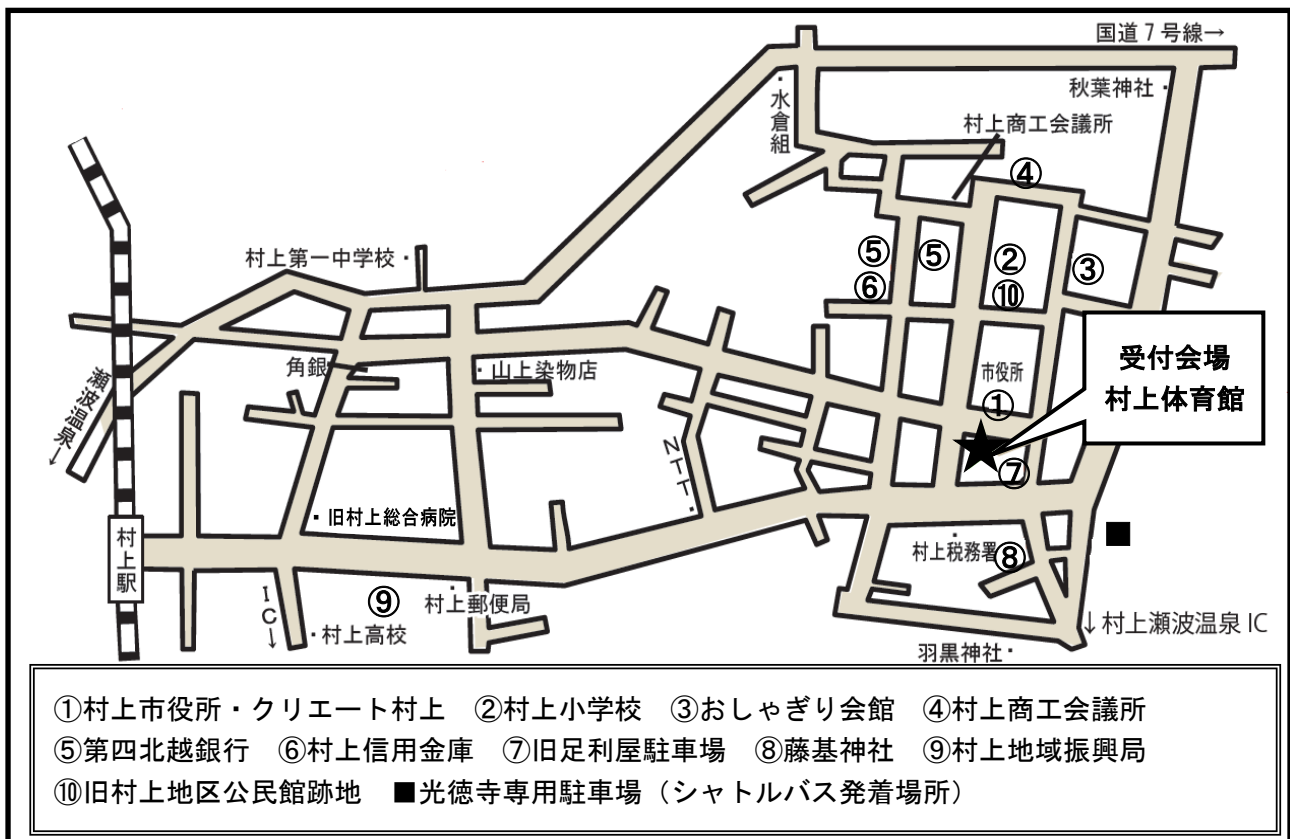 国道7号線→
秋葉神社
水倉組
村上商工会議所
④
村上第一中学校
⑤
⑤
②
③
⑥
⑩
受付会場
村上体育館
角銀
山上染物店
市役所
①
瀬波温泉→
NTT
⑦
旧村上総合病院
村上駅
村上税務署
⑧
■
IC→
⑨
村上郵便局
村上高校
↓村上瀬波温泉IC
羽黒神社
①村上市役所・クリエート村上 ②村上小学校 ③おしゃぎり会館 ④村上商工会議所
⑤第四北越銀行 ⑥村上信用金庫 ⑦旧足利屋駐車場 ⑧藤基神社 ⑨村上地域振興局
⑩旧村上地区公民館跡地 ■光徳寺専用駐車場（シャトルバス発着場所）